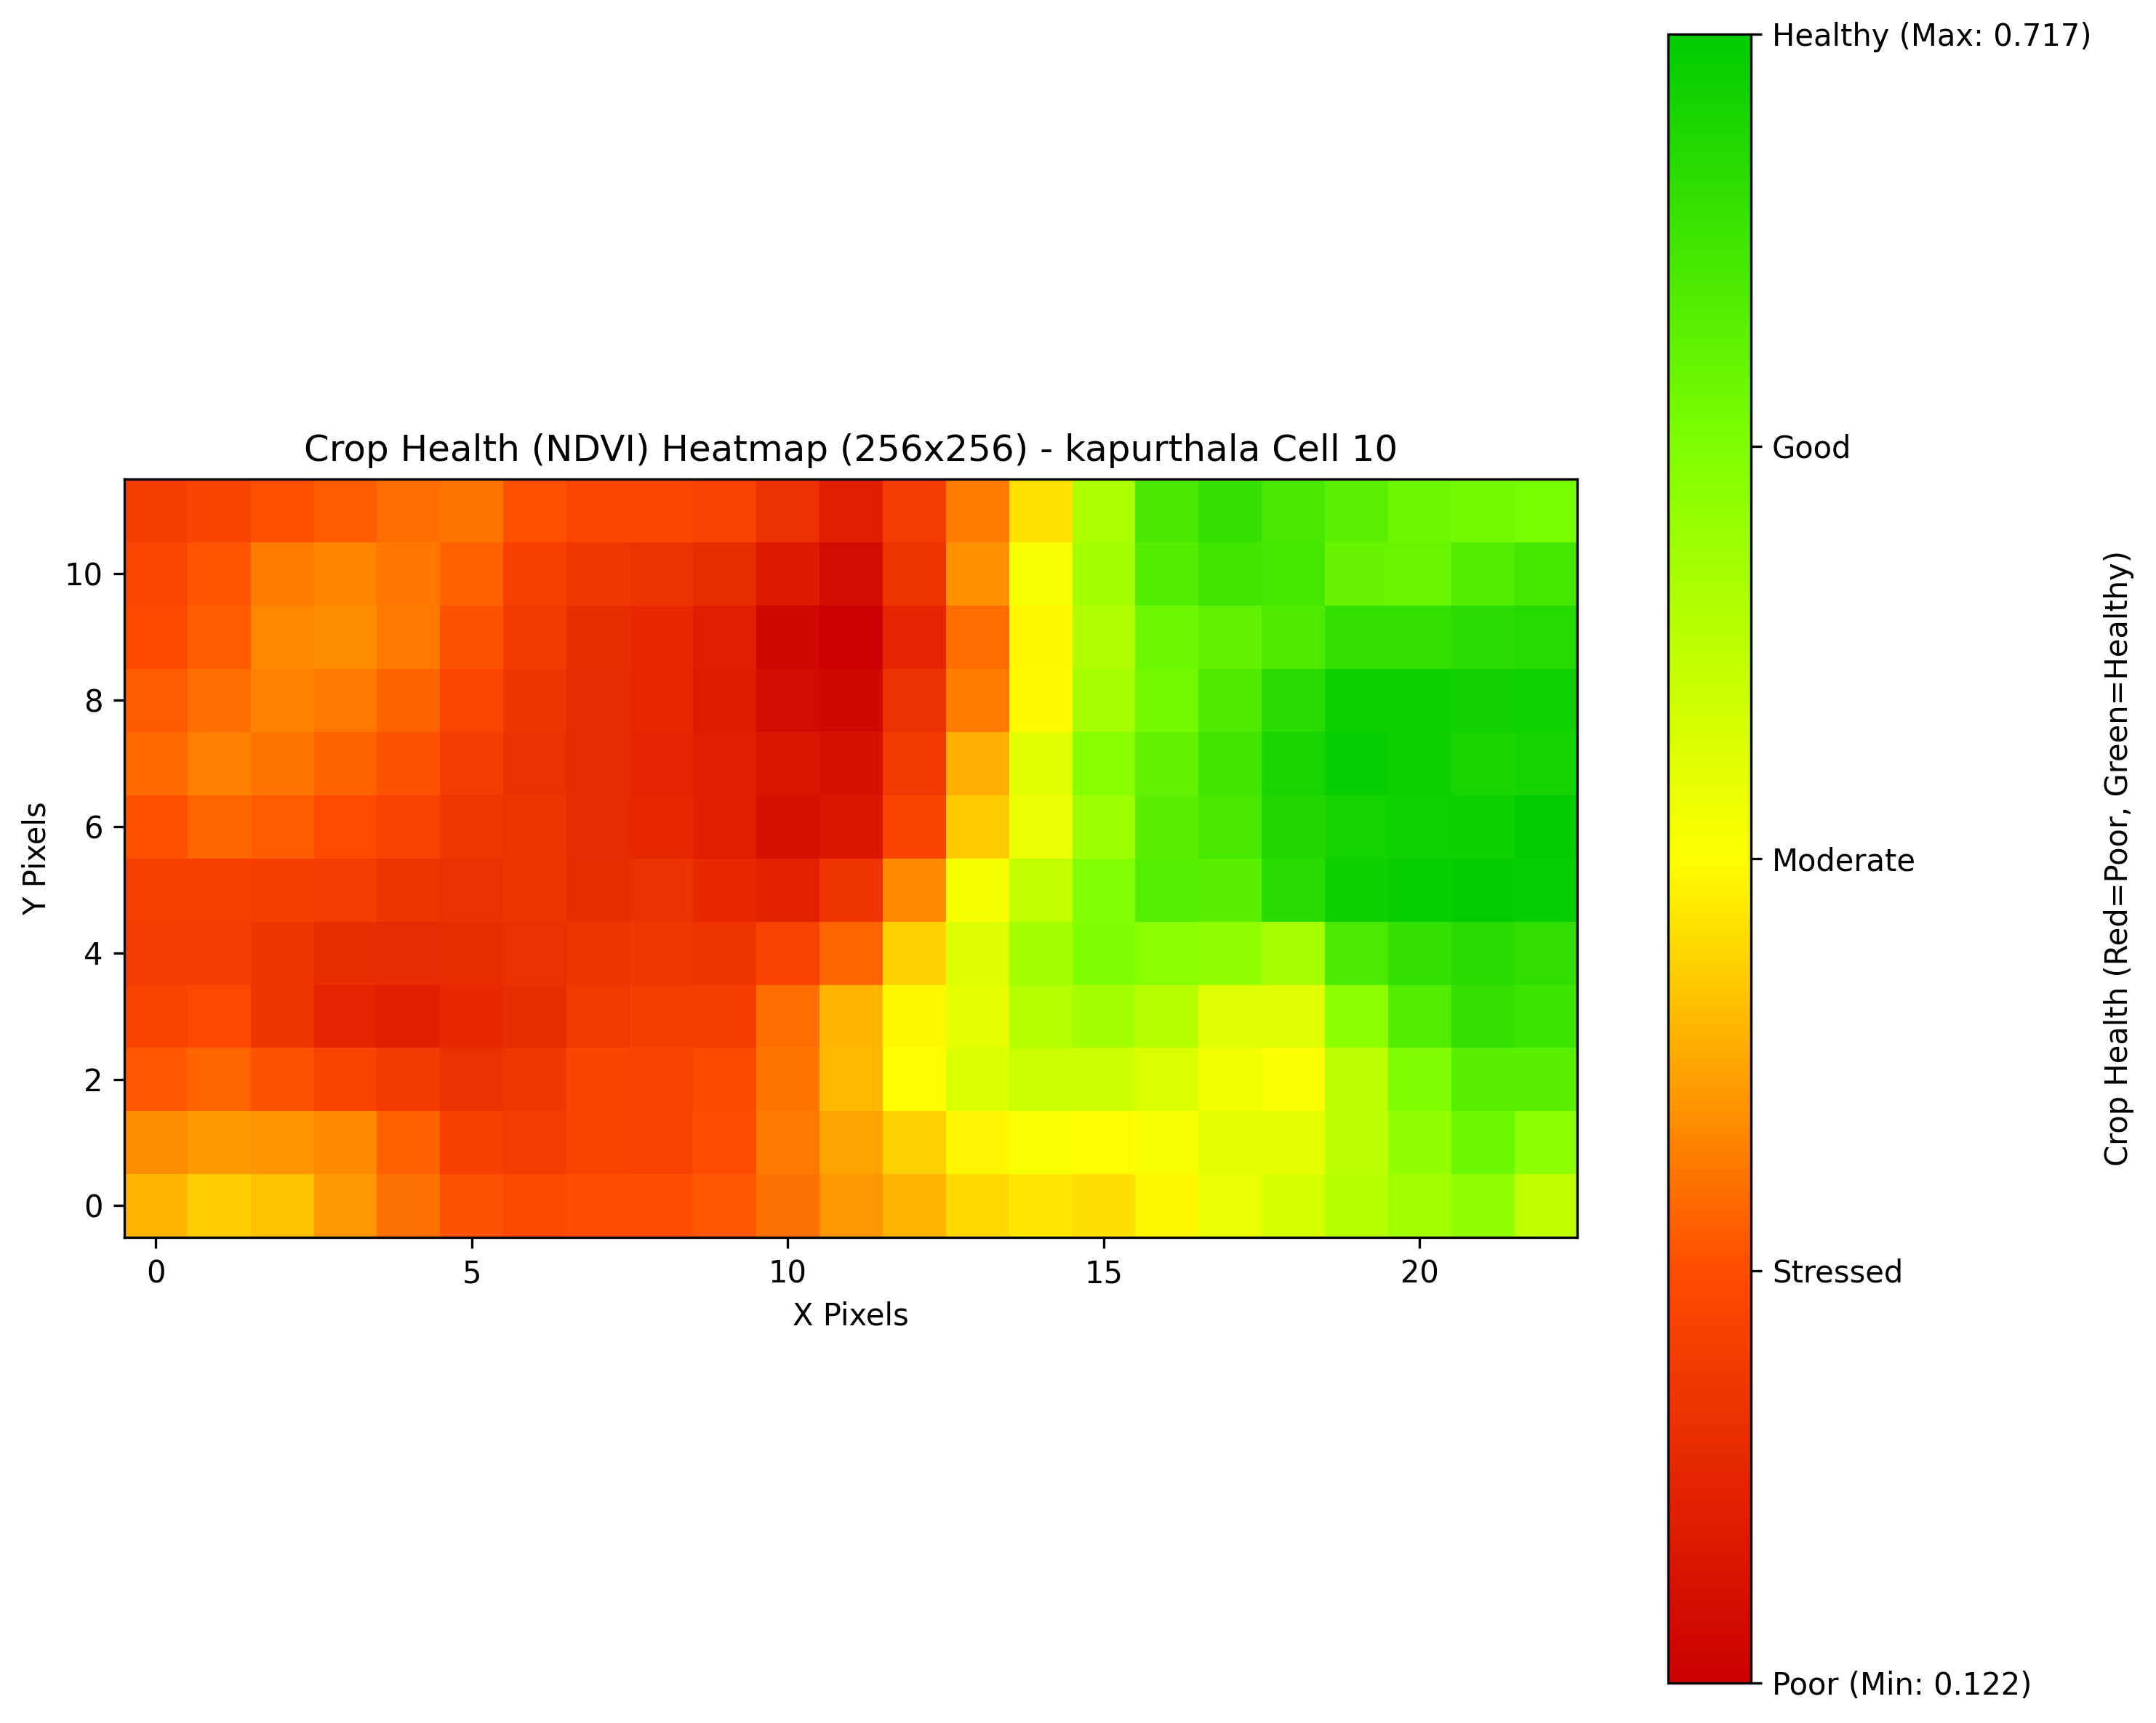 Crop Health (NDVI) Heatmap (256x256) - kapurthala Cell 10
Y Pixels
10
8
6
4
2
0
0 5 10 15 20
X Pixels
Healthy (Max: 0.717)
Good
Moderate
Stressed
Poor (Min: 0.122)
Crop Health (Red=Poor, Green=Healthy)